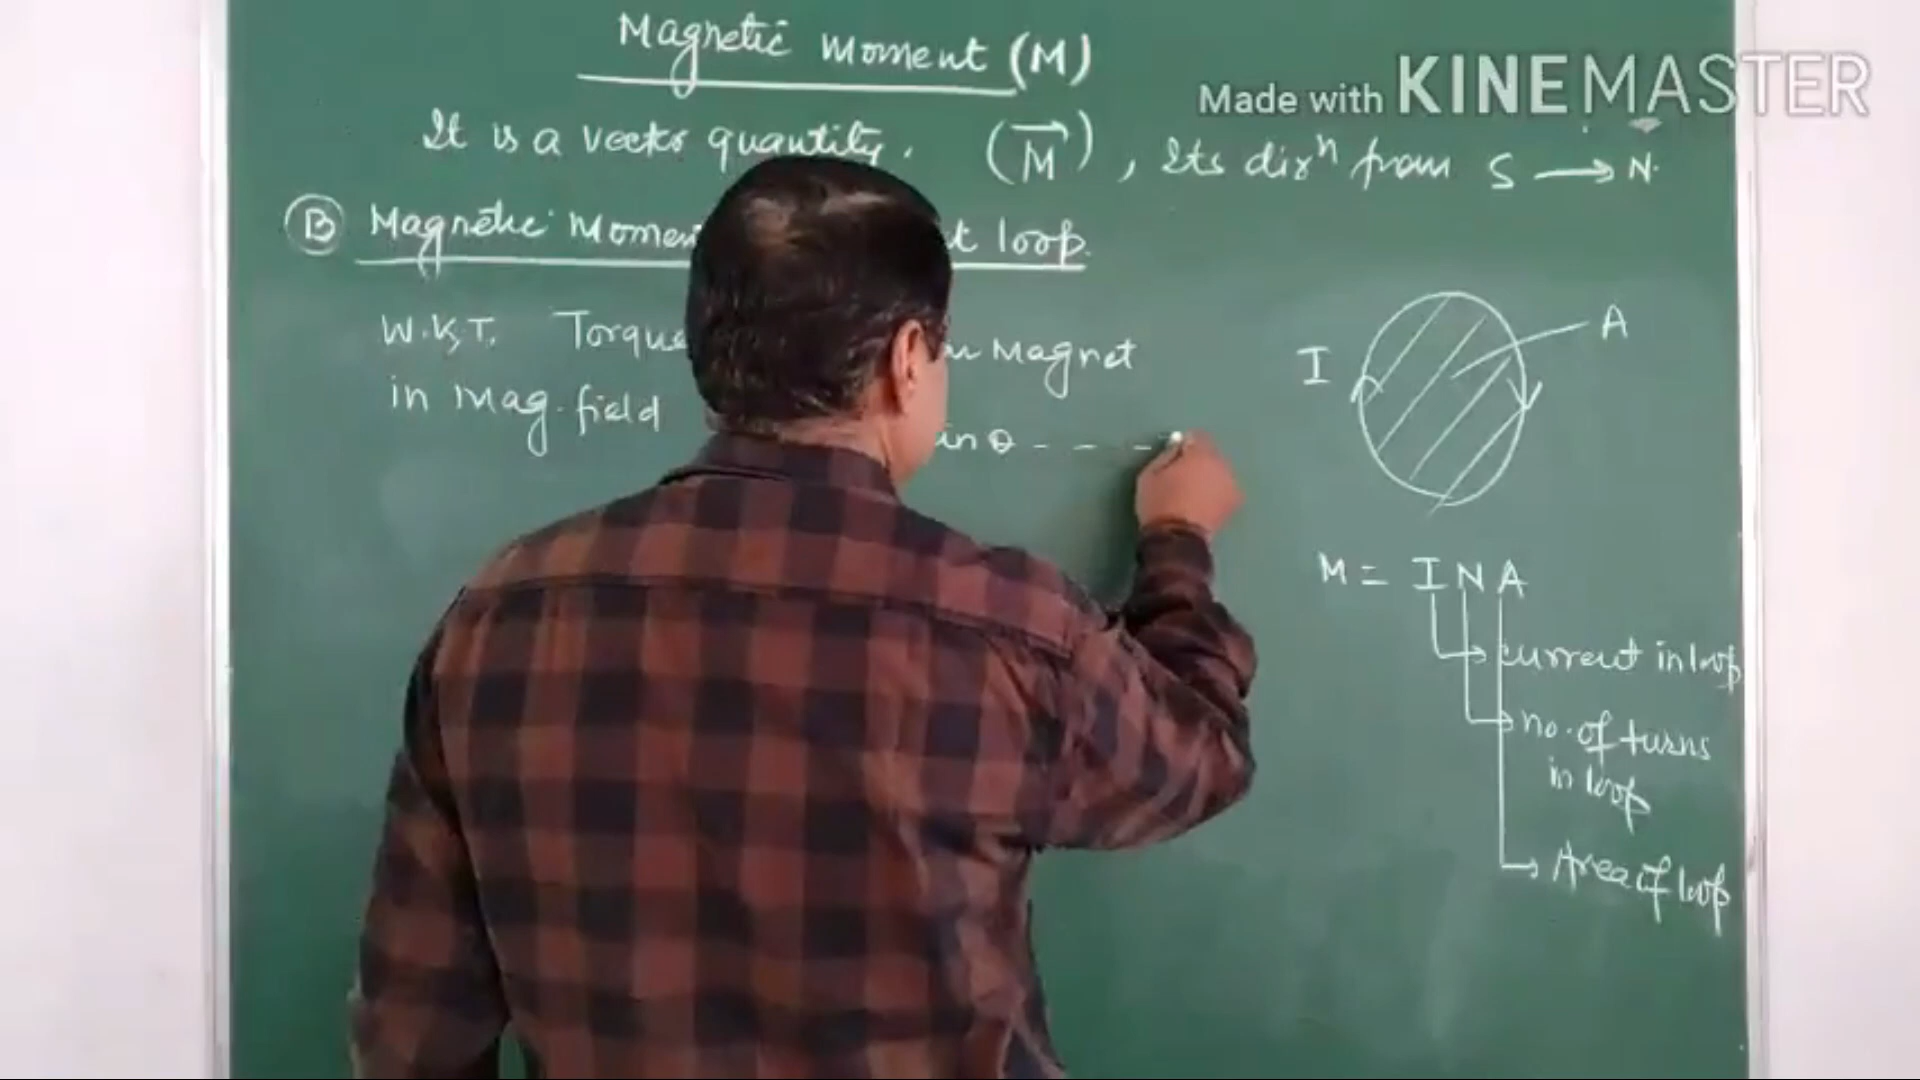 Magnetic Moment (M)
Made with KINEMASTER
It is a vector quantity. (M⃗), Its dirⁿ from S → N.
B Magnetic Momen t loop.
W.K.T. Torque Magnet
in mag. field in θ - - -
I A
M = I N A
current in loop
no. of turns
in loop
Area of loop